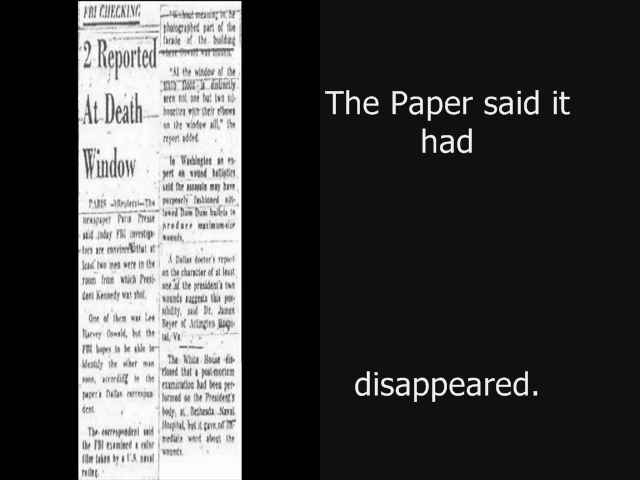 FBI CHECKING
2 Reported
At Death
Window
PARIS —(Reuters)—The
newspaper Paris Presse
said today FBI investiga-
tors are convinced that at
least two men were in the
room from which Presi-
dent Kennedy was shot.
One of them was Lee
Harvey Oswald, but the
FBI hopes to be able to
identify the other man
soon, according to the
paper's Dallas correspon-
dent.
The correspondent said
the FBI examined a color
film taken by a U.S. naval
rating.
"Without meaning to, he
photographed part of the
facade of the building
where Oswald was
"At the window of the
floor is distinctly
seen not one but two sil-
houettes with their elbows
on the window sill," the
report added.
In Washington an ex-
pert on wound ballistics
said the assassin may have
purposely fashioned out-
lawed Dum Dum bullets to
produce maximum-size
wounds.
A Dallas doctor's report
on the character of at least
one of the president's two
wounds suggests this pos-
sibility, said Dr. James
Beyer of Arlington Hospi-
tal, Va.
The White House dis-
closed that a post-mortem
examination had been per-
formed on the President's
body, at Bethesda Naval
Hospital, but it gave no im-
mediate word about the
wounds.
The Paper said it
had
disappeared.